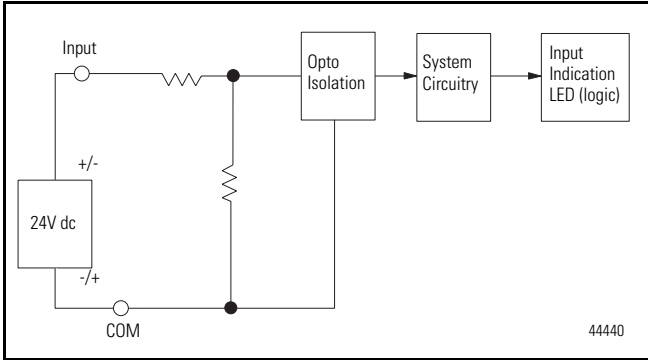 Input
Opto
Isolation
System
Circuitry
Input
Indication
LED (logic)
+/-
24V dc
-/+
COM
44440